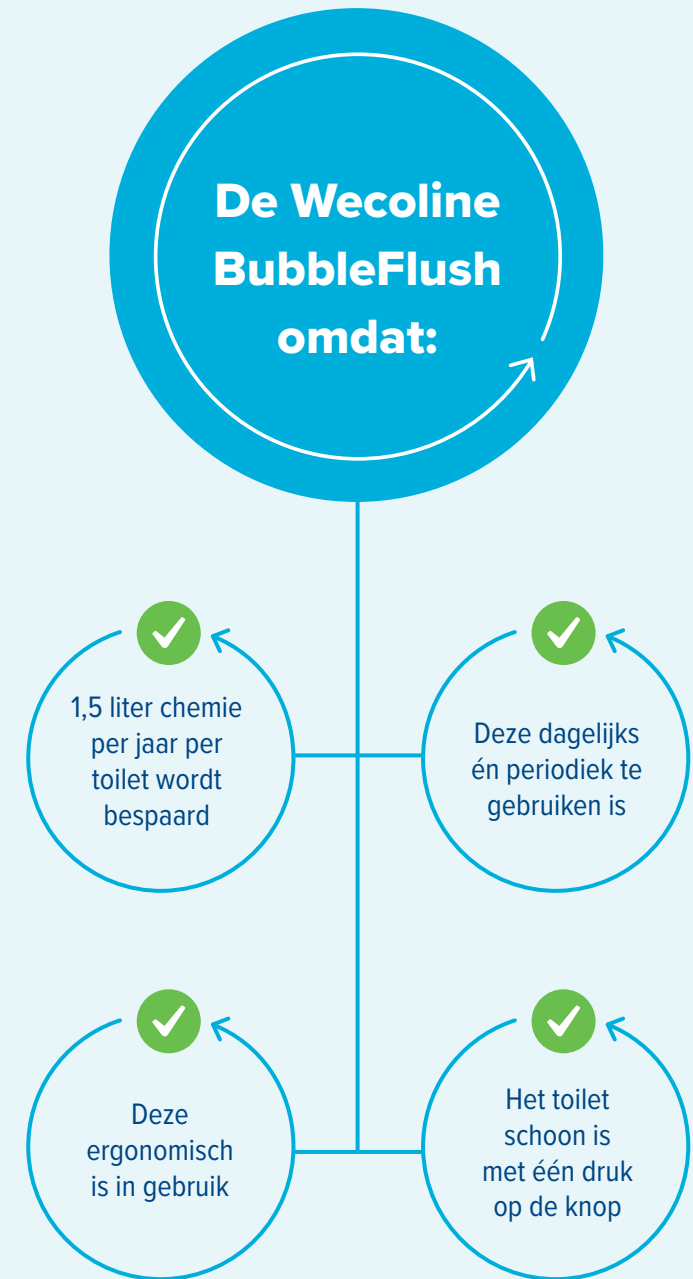 De Wecoline
BubbleFlush
omdat:
1,5 liter chemie
per jaar per
toilet wordt
bespaard
Deze dagelijks
én periodiek te
gebruiken is
Deze
ergonomisch
is in gebruik
Het toilet
schoon is
met één druk
op de knop